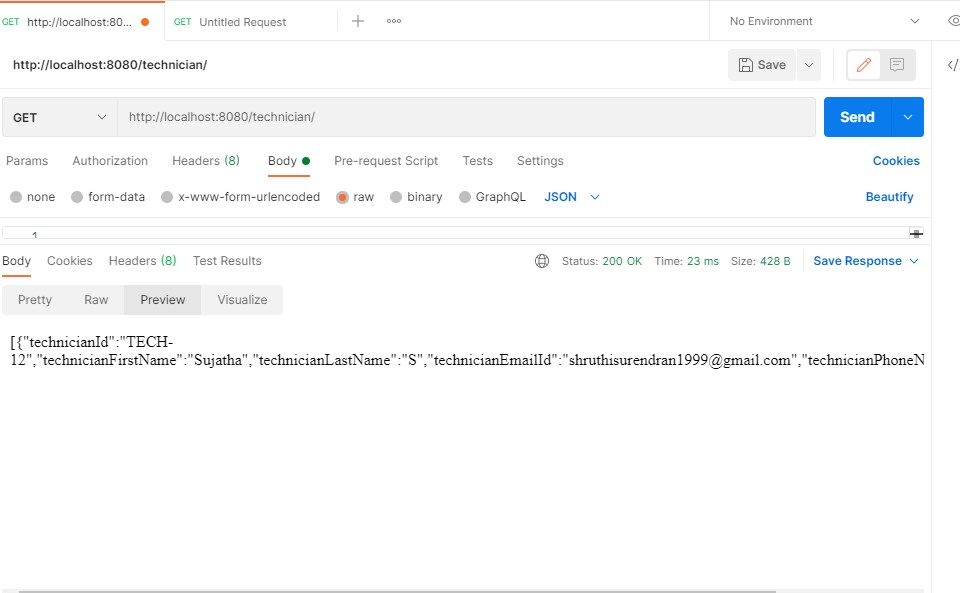 GET http://localhost:80... GET Untitled Request No Environment
http://localhost:8080/technician/ Save
GET http://localhost:8080/technician/ Send
Params Authorization Headers (8) Body Pre-request Script Tests Settings Cookies
none form-data x-www-form-urlencoded raw binary GraphQL JSON Beautify
1
Body Cookies Headers (8) Test Results Status: 200 OK Time: 23 ms Size: 428 B Save Response
Pretty Raw Preview Visualize
[{"technicianId":"TECH-
12","technicianFirstName":"Sujatha","technicianLastName":"S","technicianEmailId":"shruthisurendran1999@gmail.com","technicianPhoneN